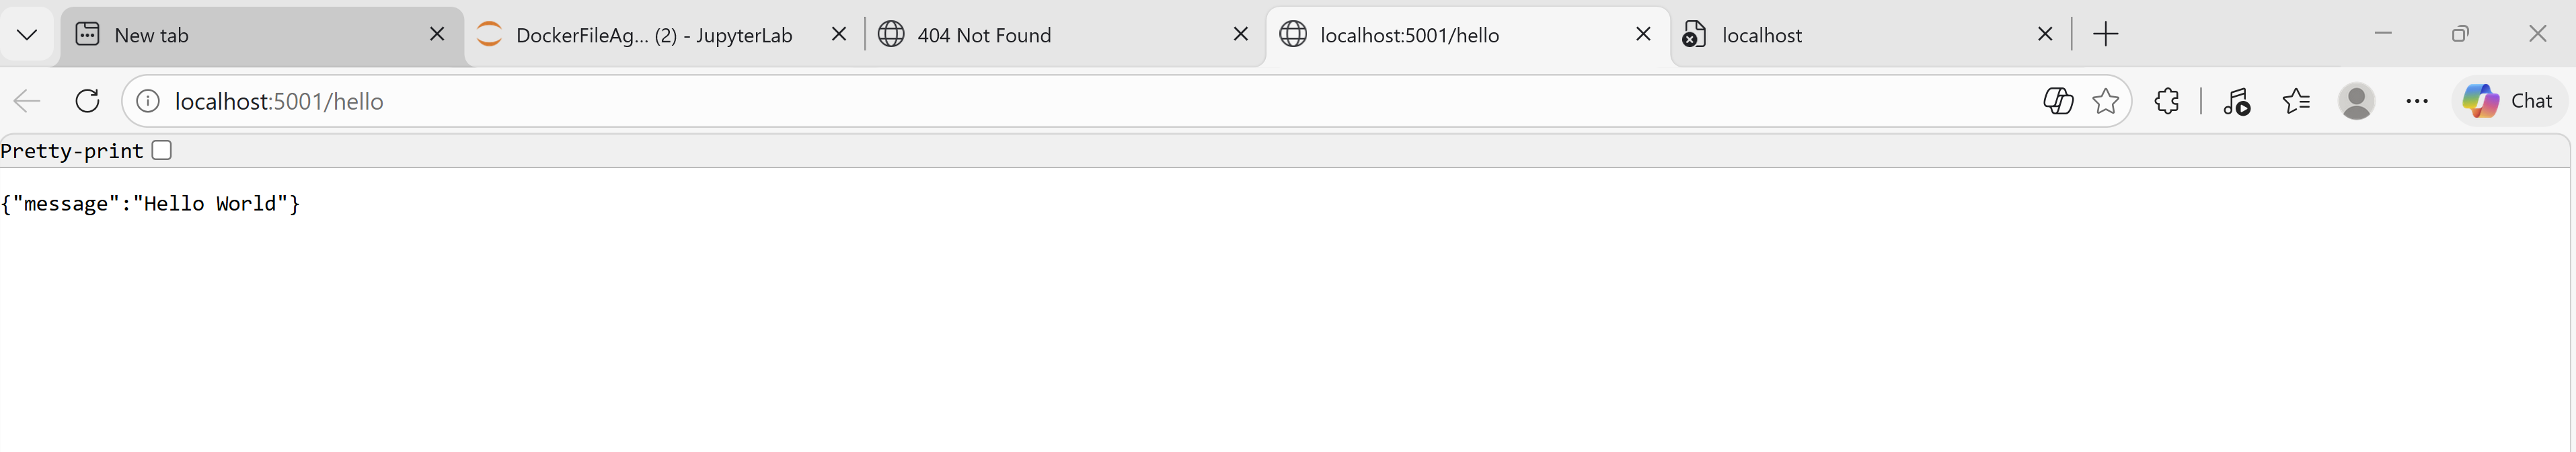 New tab
DockerFileAg... (2) - JupyterLab
404 Not Found
localhost:5001/hello
localhost
localhost:5001/hello
Chat
Pretty-print
{"message":"Hello World"}